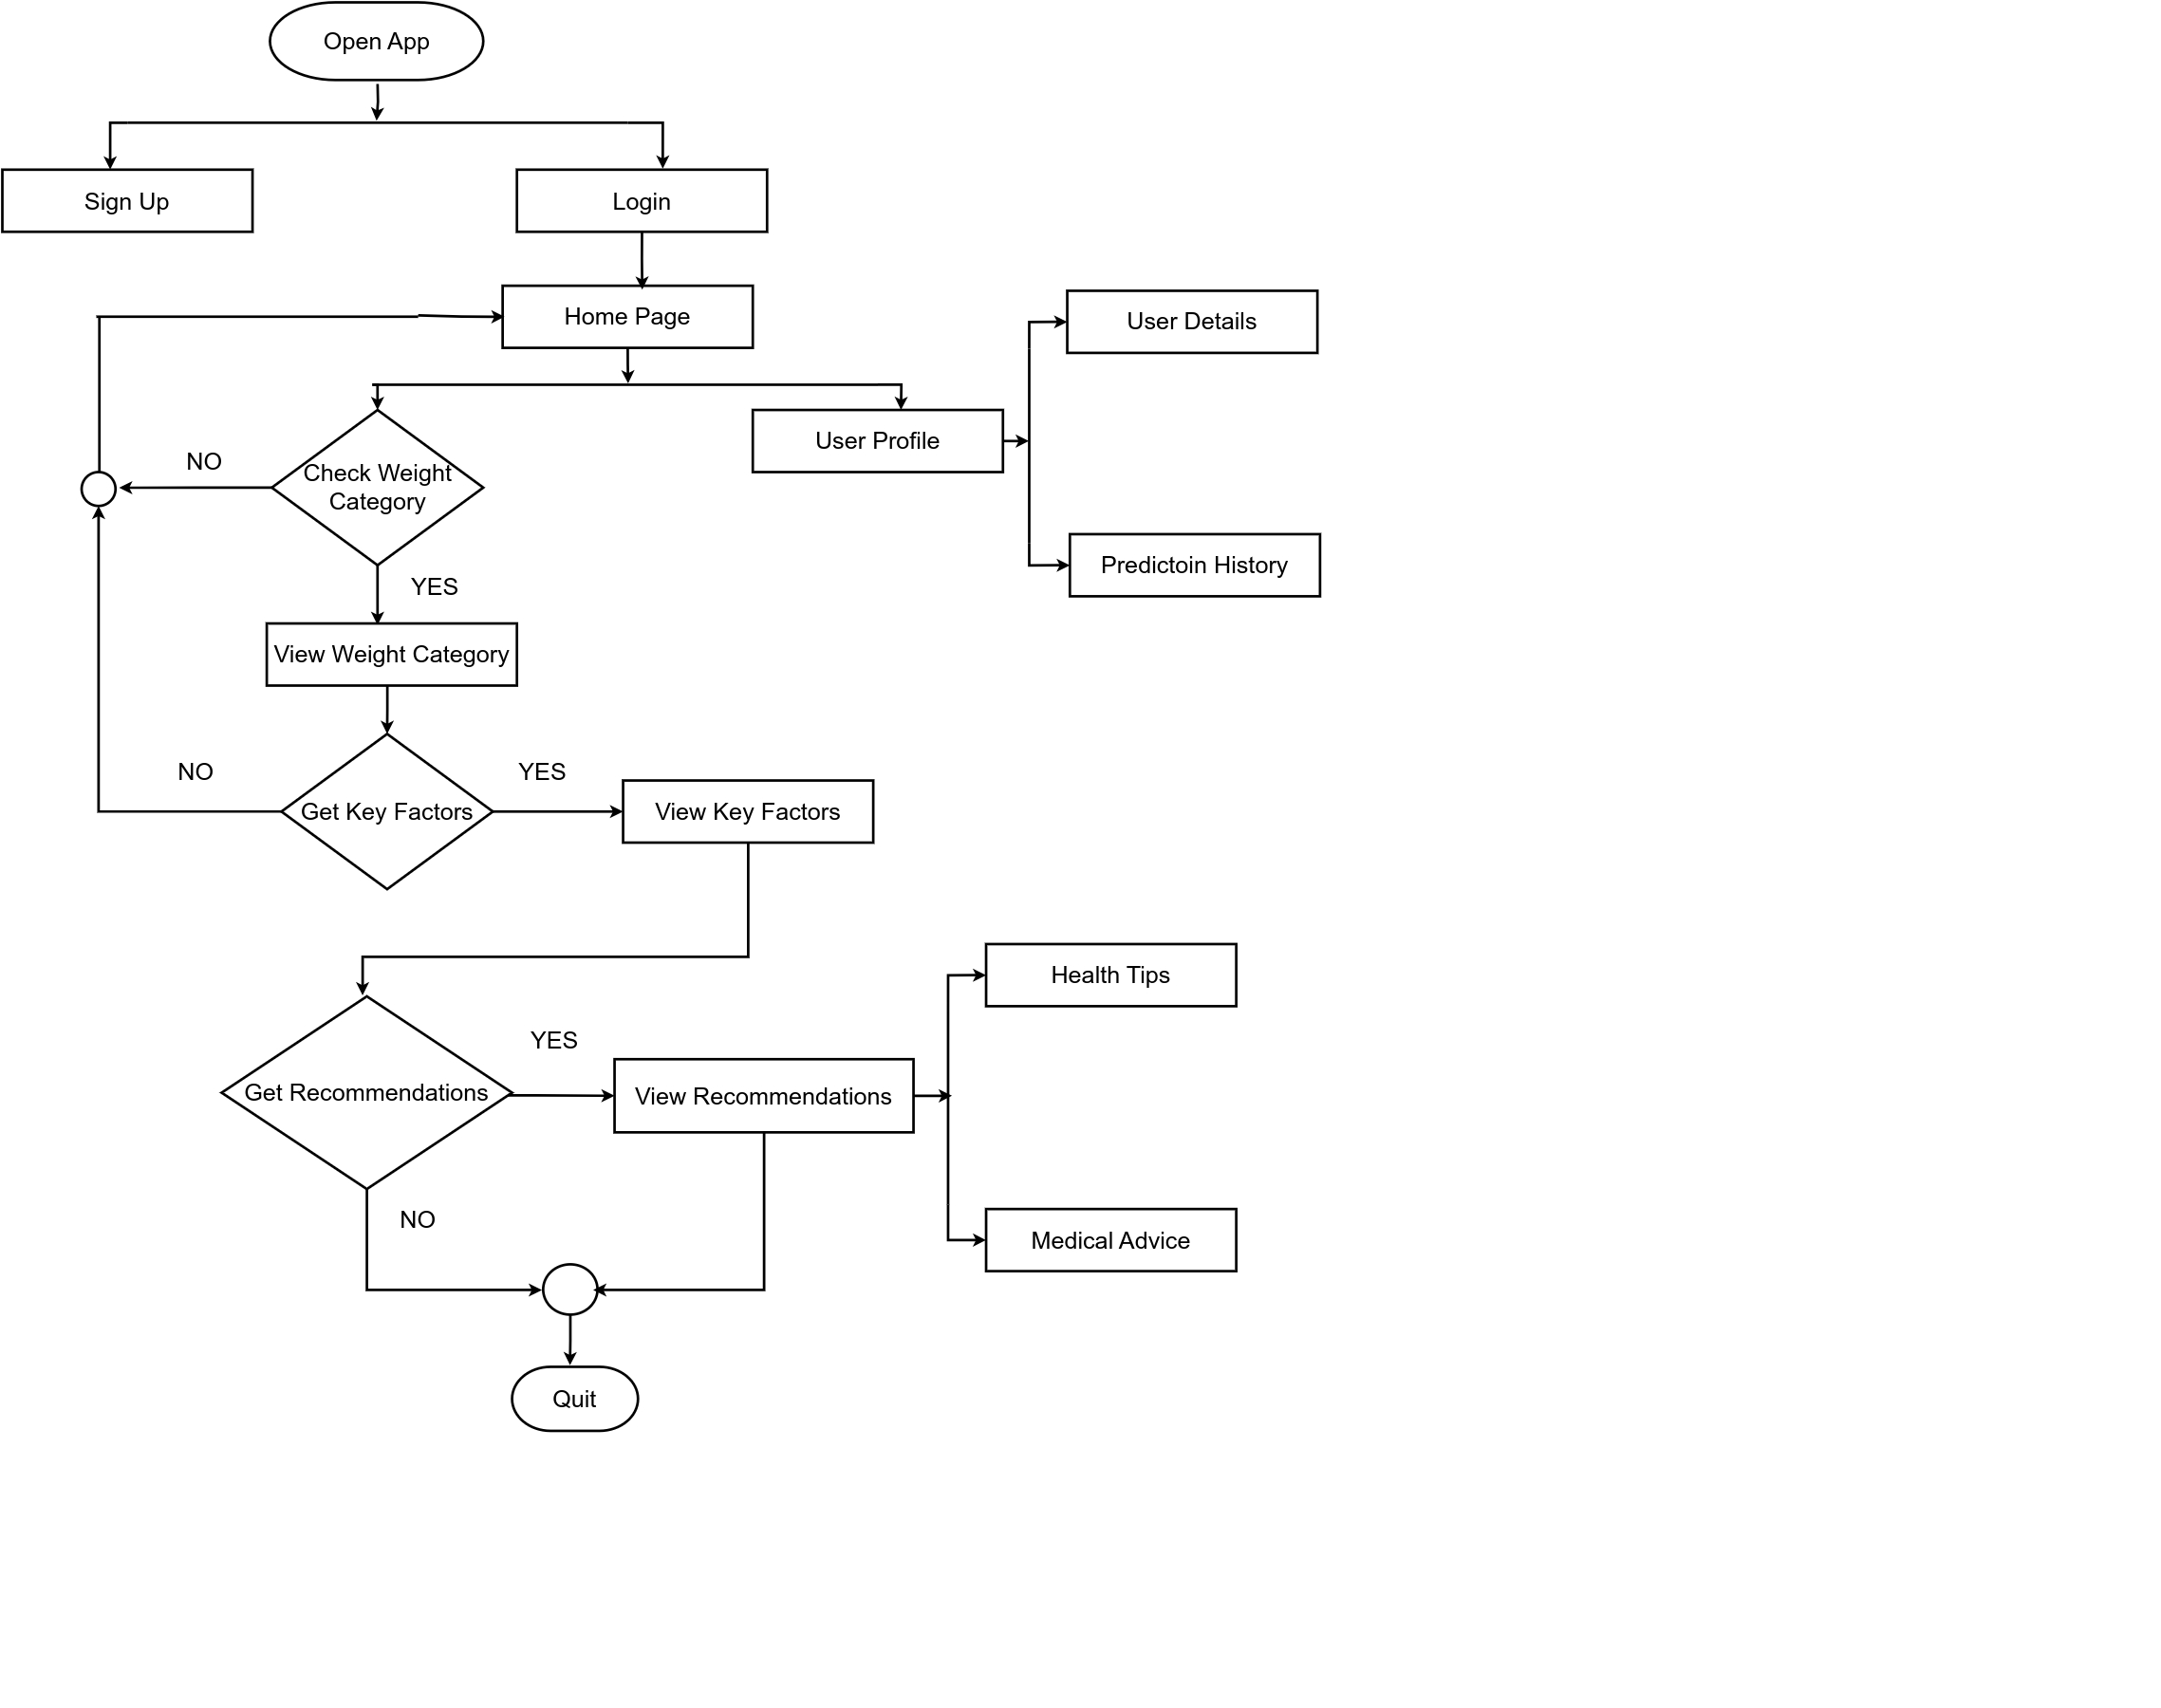 Open App
Sign Up
Login
Home Page
User Details
User Profile
NO
Check Weight
Category
Predictoin History
YES
View Weight Category
NO
YES
Get Key Factors
View Key Factors
Health Tips
YES
Get Recommendations
View Recommendations
NO
Medical Advice
Quit